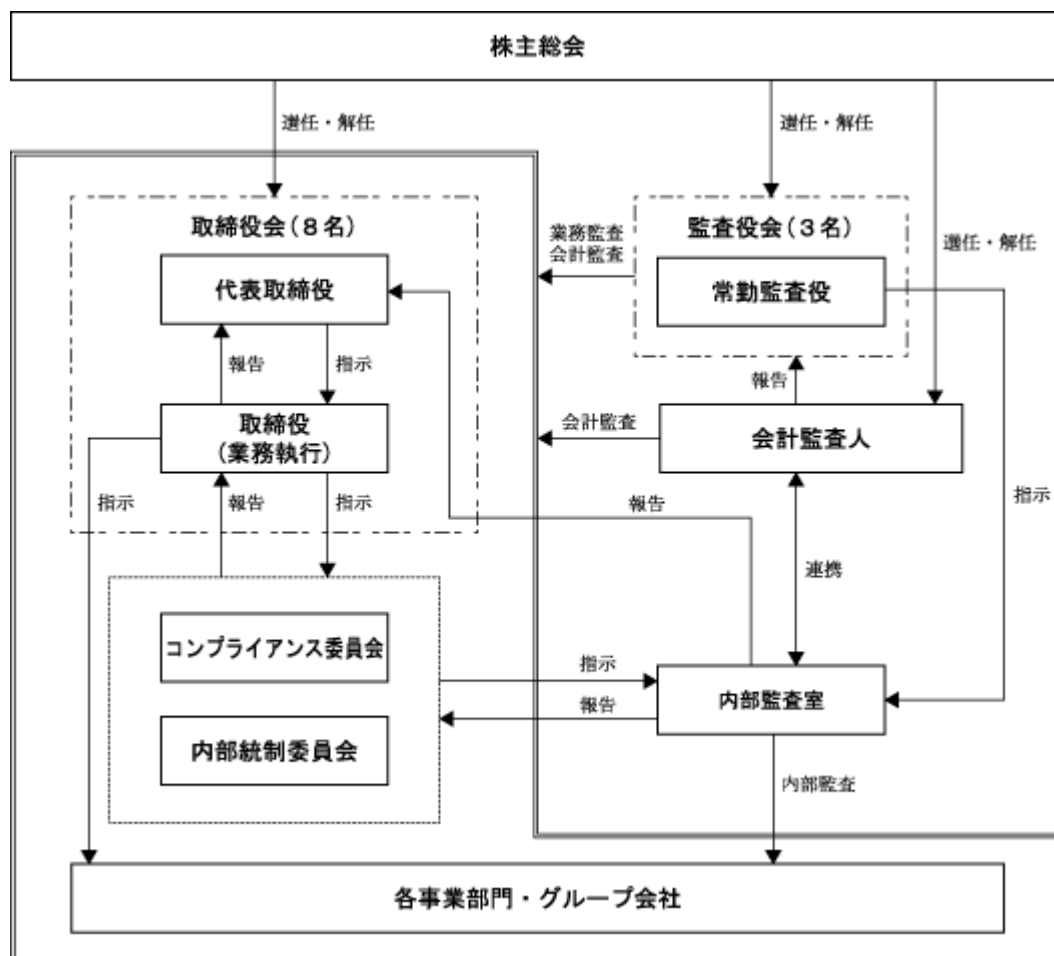 株主総会
選任・解任
選任・解任
選任・解任
取締役会(8名)
代表取締役
報告
指示
取締役
(業務執行)
指示
報告
指示
業務監査
会計監査
監査役会(3名)
常勤監査役
報告
会計監査
会計監査人
報告
連携
指示
コンプライアンス委員会
内部統制委員会
指示
報告
内部監査室
内部監査
各事業部門・グループ会社